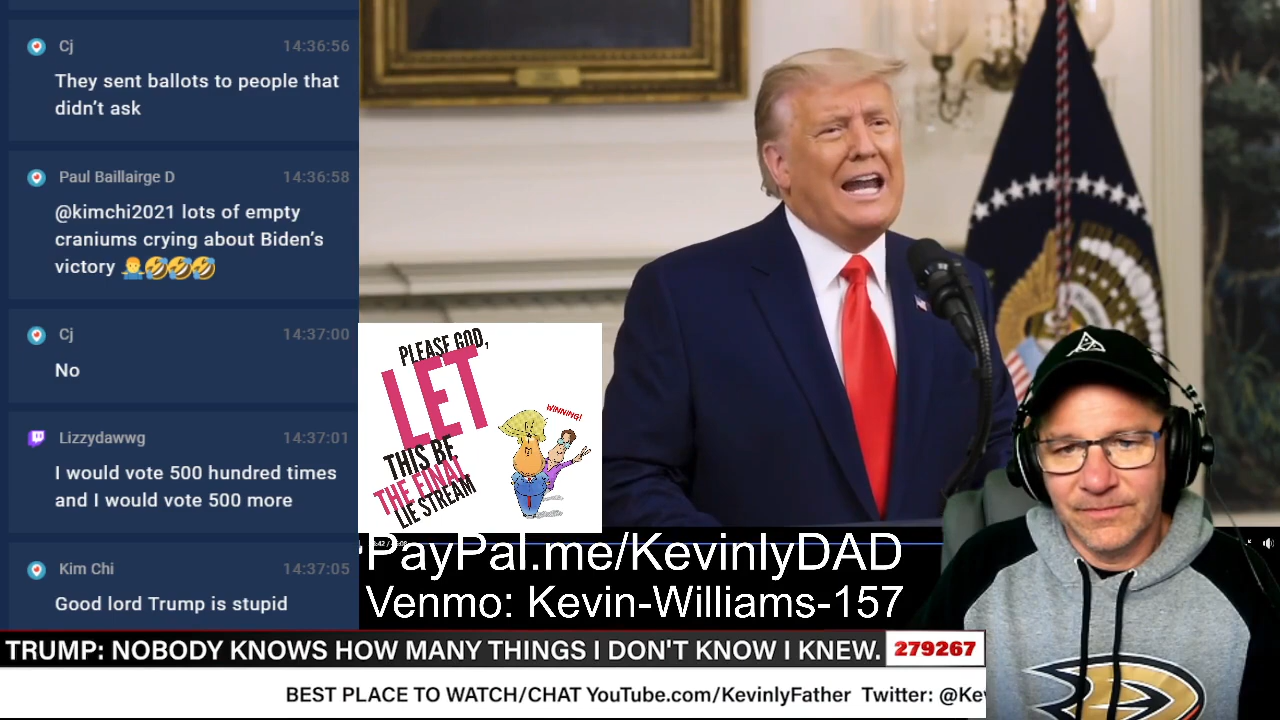 Cj 14:36:56
They sent ballots to people that
didn’t ask
Paul Baillairge D 14:36:58
@kimchi2021 lots of empty
craniums crying about Biden’s
victory 🤷‍♂️🤣🤣🤣
Cj 14:37:00
No
Lizzydawwg 14:37:01
I would vote 500 hundred times
and I would vote 500 more
Kim Chi 14:37:05
Good lord Trump is stupid
PLEASE GOD,
LET
THIS BE
THE FINAL
LIE STREAM
WINNING!
PayPal.me/KevinlyDAD
Venmo: Kevin-Williams-157
TRUMP: NOBODY KNOWS HOW MANY THINGS I DON'T KNOW I KNEW. 279267
BEST PLACE TO WATCH/CHAT YouTube.com/KevinlyFather Twitter: @Ke